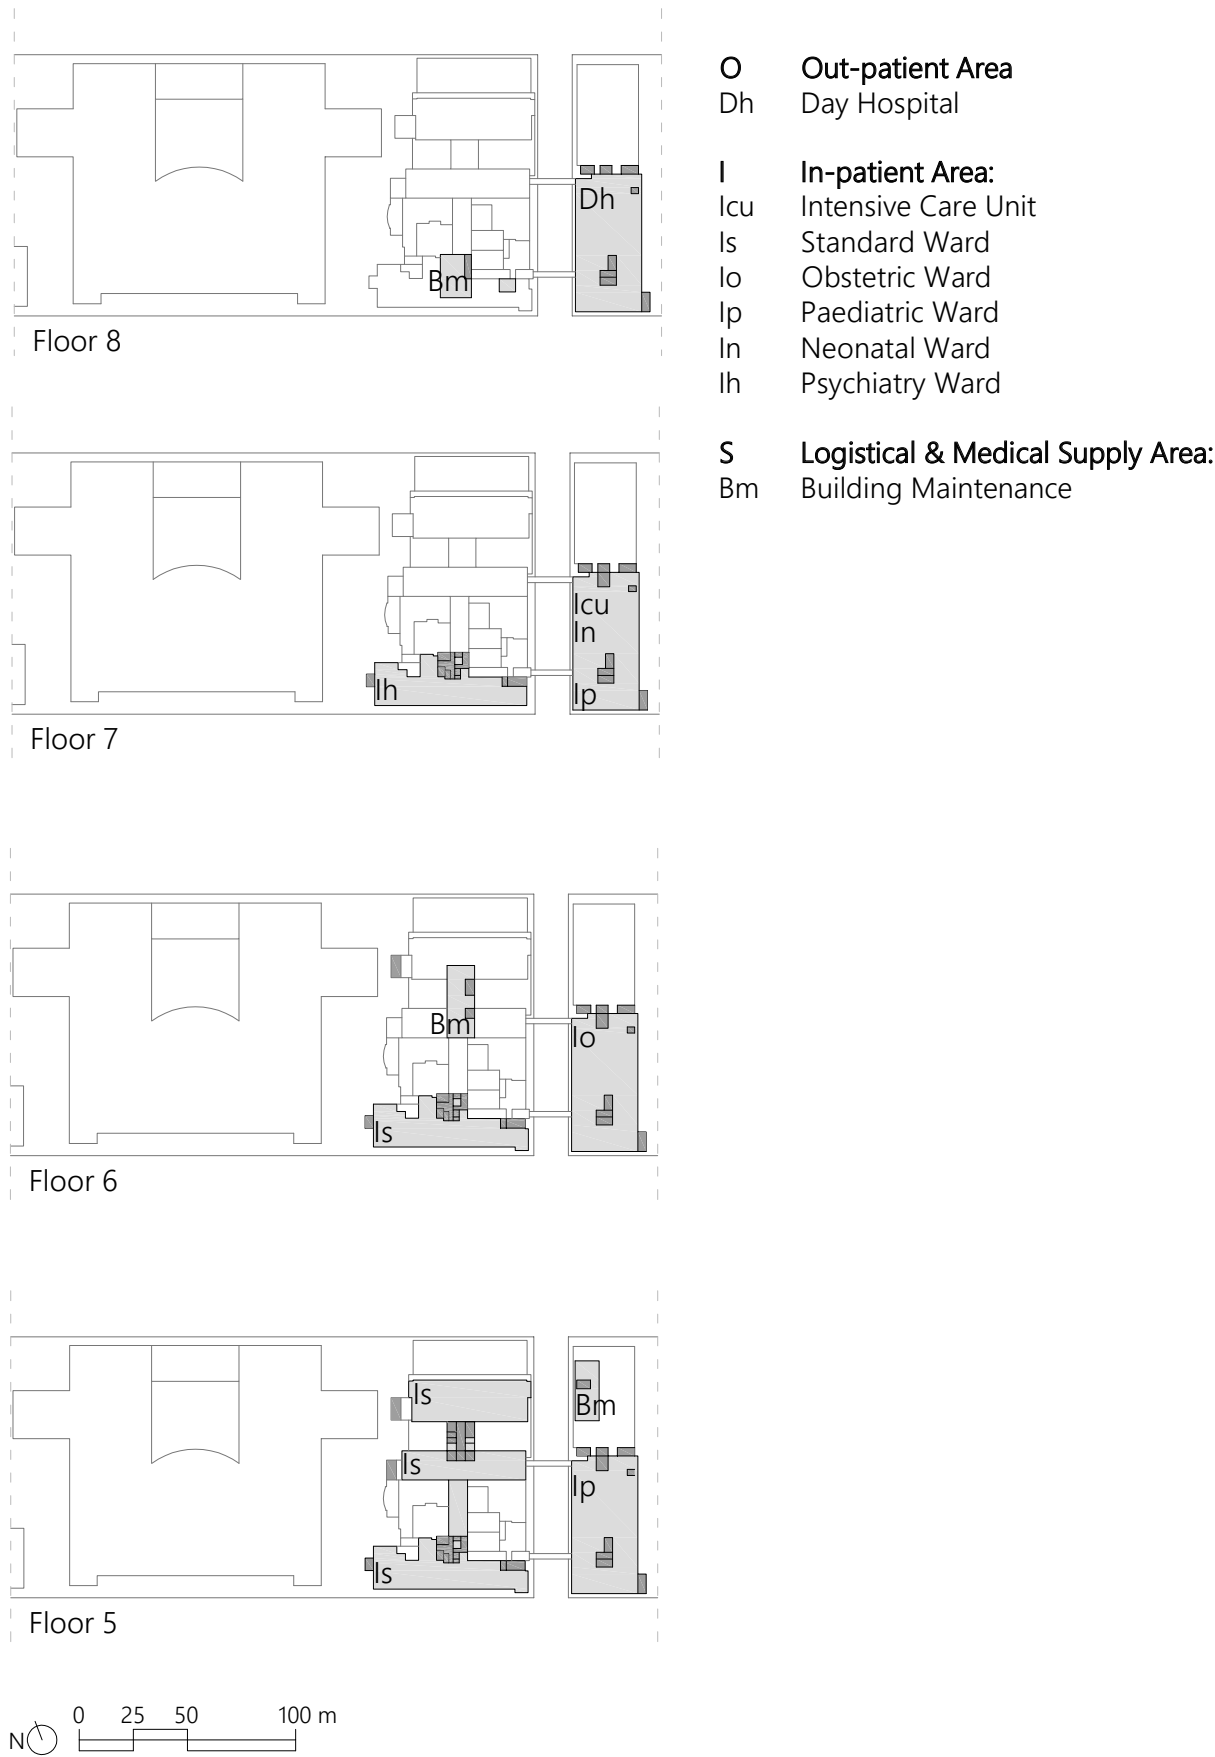 O Out-patient Area
Dh Day Hospital
I In-patient Area:
Icu Intensive Care Unit
Is Standard Ward
Io Obstetric Ward
Ip Paediatric Ward
In Neonatal Ward
Ih Psychiatry Ward
S Logistical & Medical Supply Area:
Bm Building Maintenance
Dh
Bm
Floor 8
Icu
In
Ih
Ip
Floor 7
Bm
Io
Is
Floor 6
Is
Bm
Is
Ip
Is
Floor 5
N 0 25 50 100 m